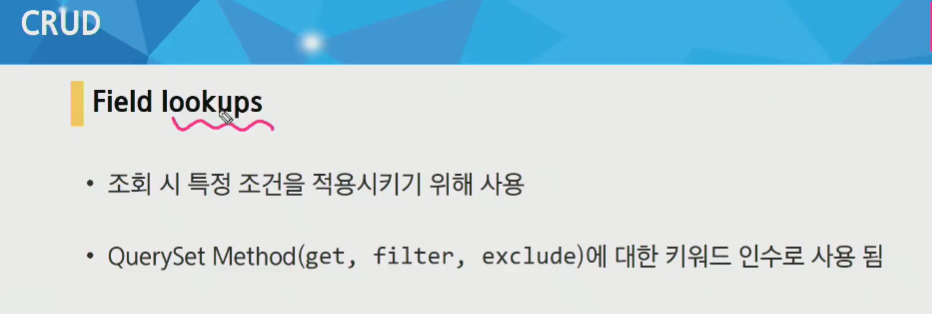 CRUD
Field lookups
• 조회 시 특정 조건을 적용시키기 위해 사용
• QuerySet Method(get, filter, exclude)에 대한 키워드 인수로 사용 됨